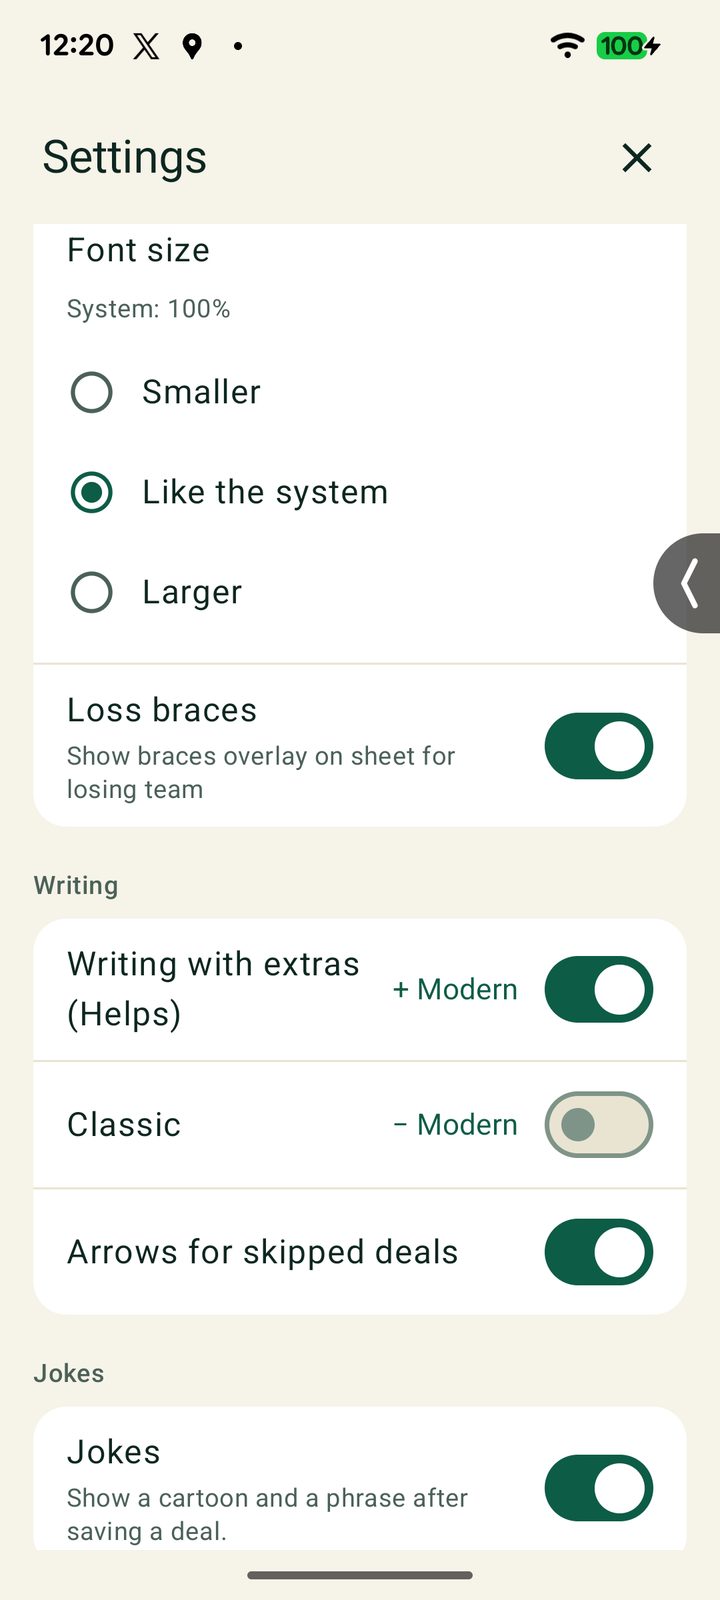 12:20
100
Settings
Font size
System: 100%
Smaller
Like the system
Larger
Loss braces
Show braces overlay on sheet for
losing team
Writing
Writing with extras
(Helps)
+ Modern
Classic
− Modern
Arrows for skipped deals
Jokes
Jokes
Show a cartoon and a phrase after
saving a deal.